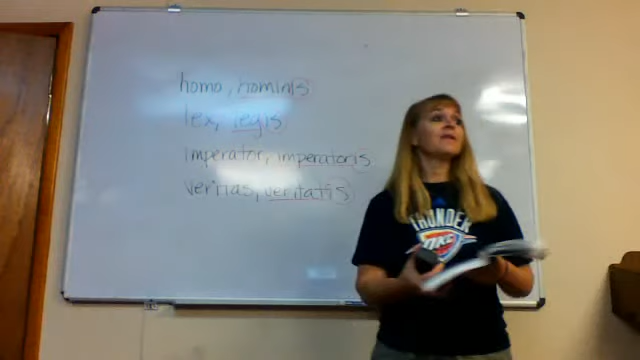 homo, hominis
lex, legis
imperator, imperatoris
veritas, veritatis
THUNDER
OKC